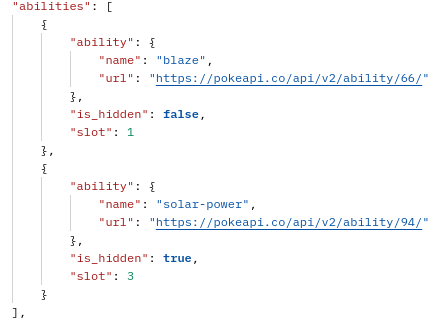 "abilities": [
{
"ability": {
"name": "blaze",
"url": "https://pokeapi.co/api/v2/ability/66/"
},
"is_hidden": false,
"slot": 1
},
{
"ability": {
"name": "solar-power",
"url": "https://pokeapi.co/api/v2/ability/94/"
},
"is_hidden": true,
"slot": 3
}
],